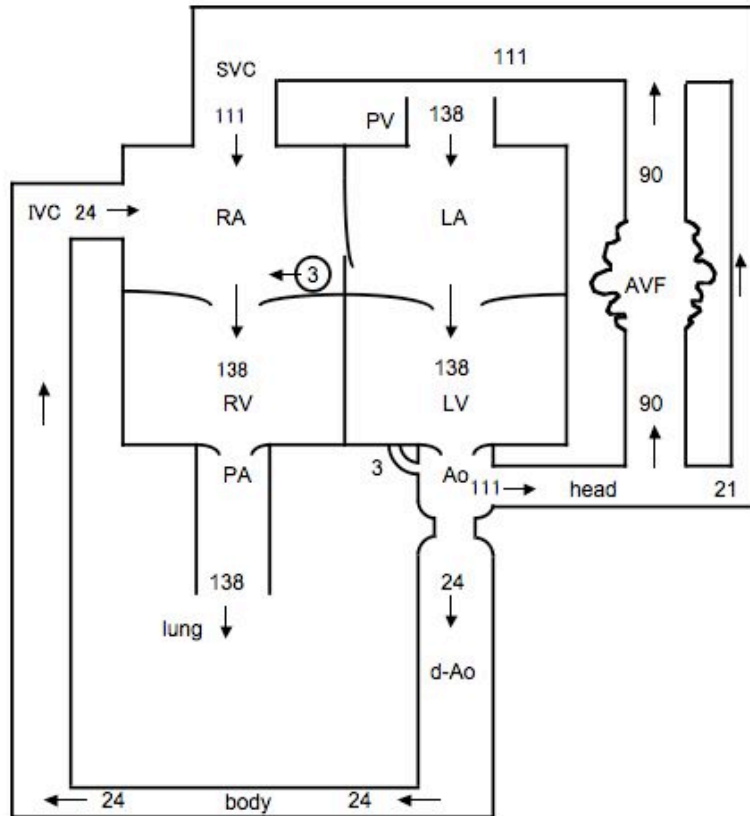 111
SVC
111
PV 138
90
IVC 24
RA LA
3
AVF
138 138
RV LV
90
PA 3 Ao
111 head 21
138 24
lung
d-Ao
24 body 24